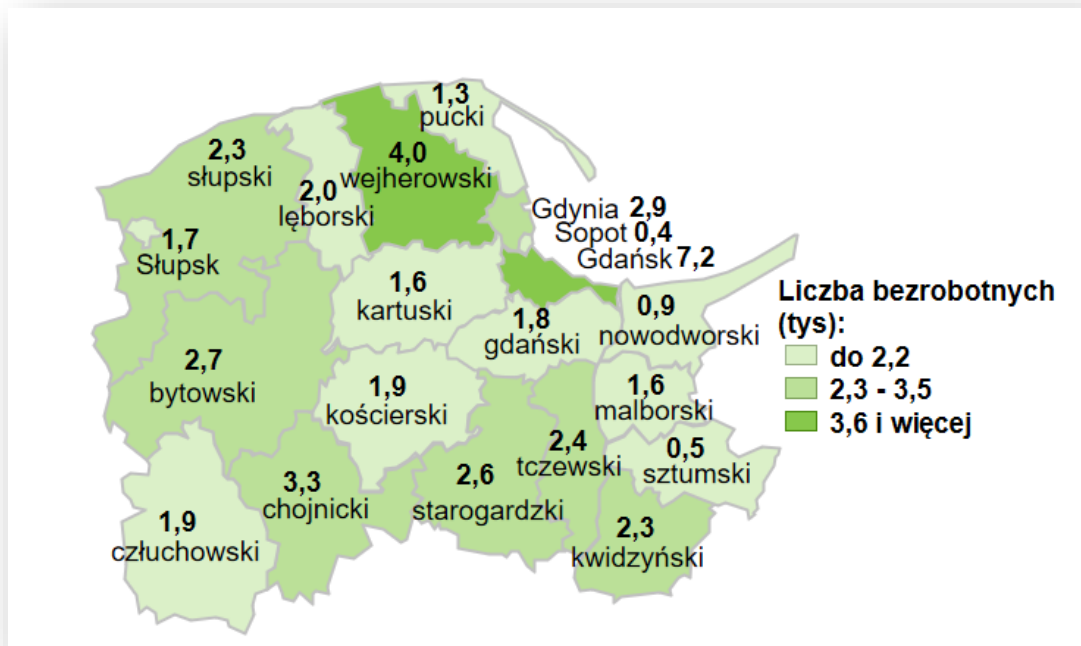 1,3
pucki
2,3
słupski
4,0
wejherowski
2,0
lęborski
Gdynia 2,9
Sopot 0,4
Gdańsk 7,2
1,7
Słupsk
1,6
kartuski
0,9
nowodworski
1,8
gdański
2,7
bytowski
1,9
kościerski
1,6
malborski
2,4
tczewski
0,5
sztumski
3,3
chojnicki
2,6
starogardzki
1,9
człuchowski
2,3
kwidzyński
Liczba bezrobotnych
(tys):
do 2,2
2,3 - 3,5
3,6 i więcej